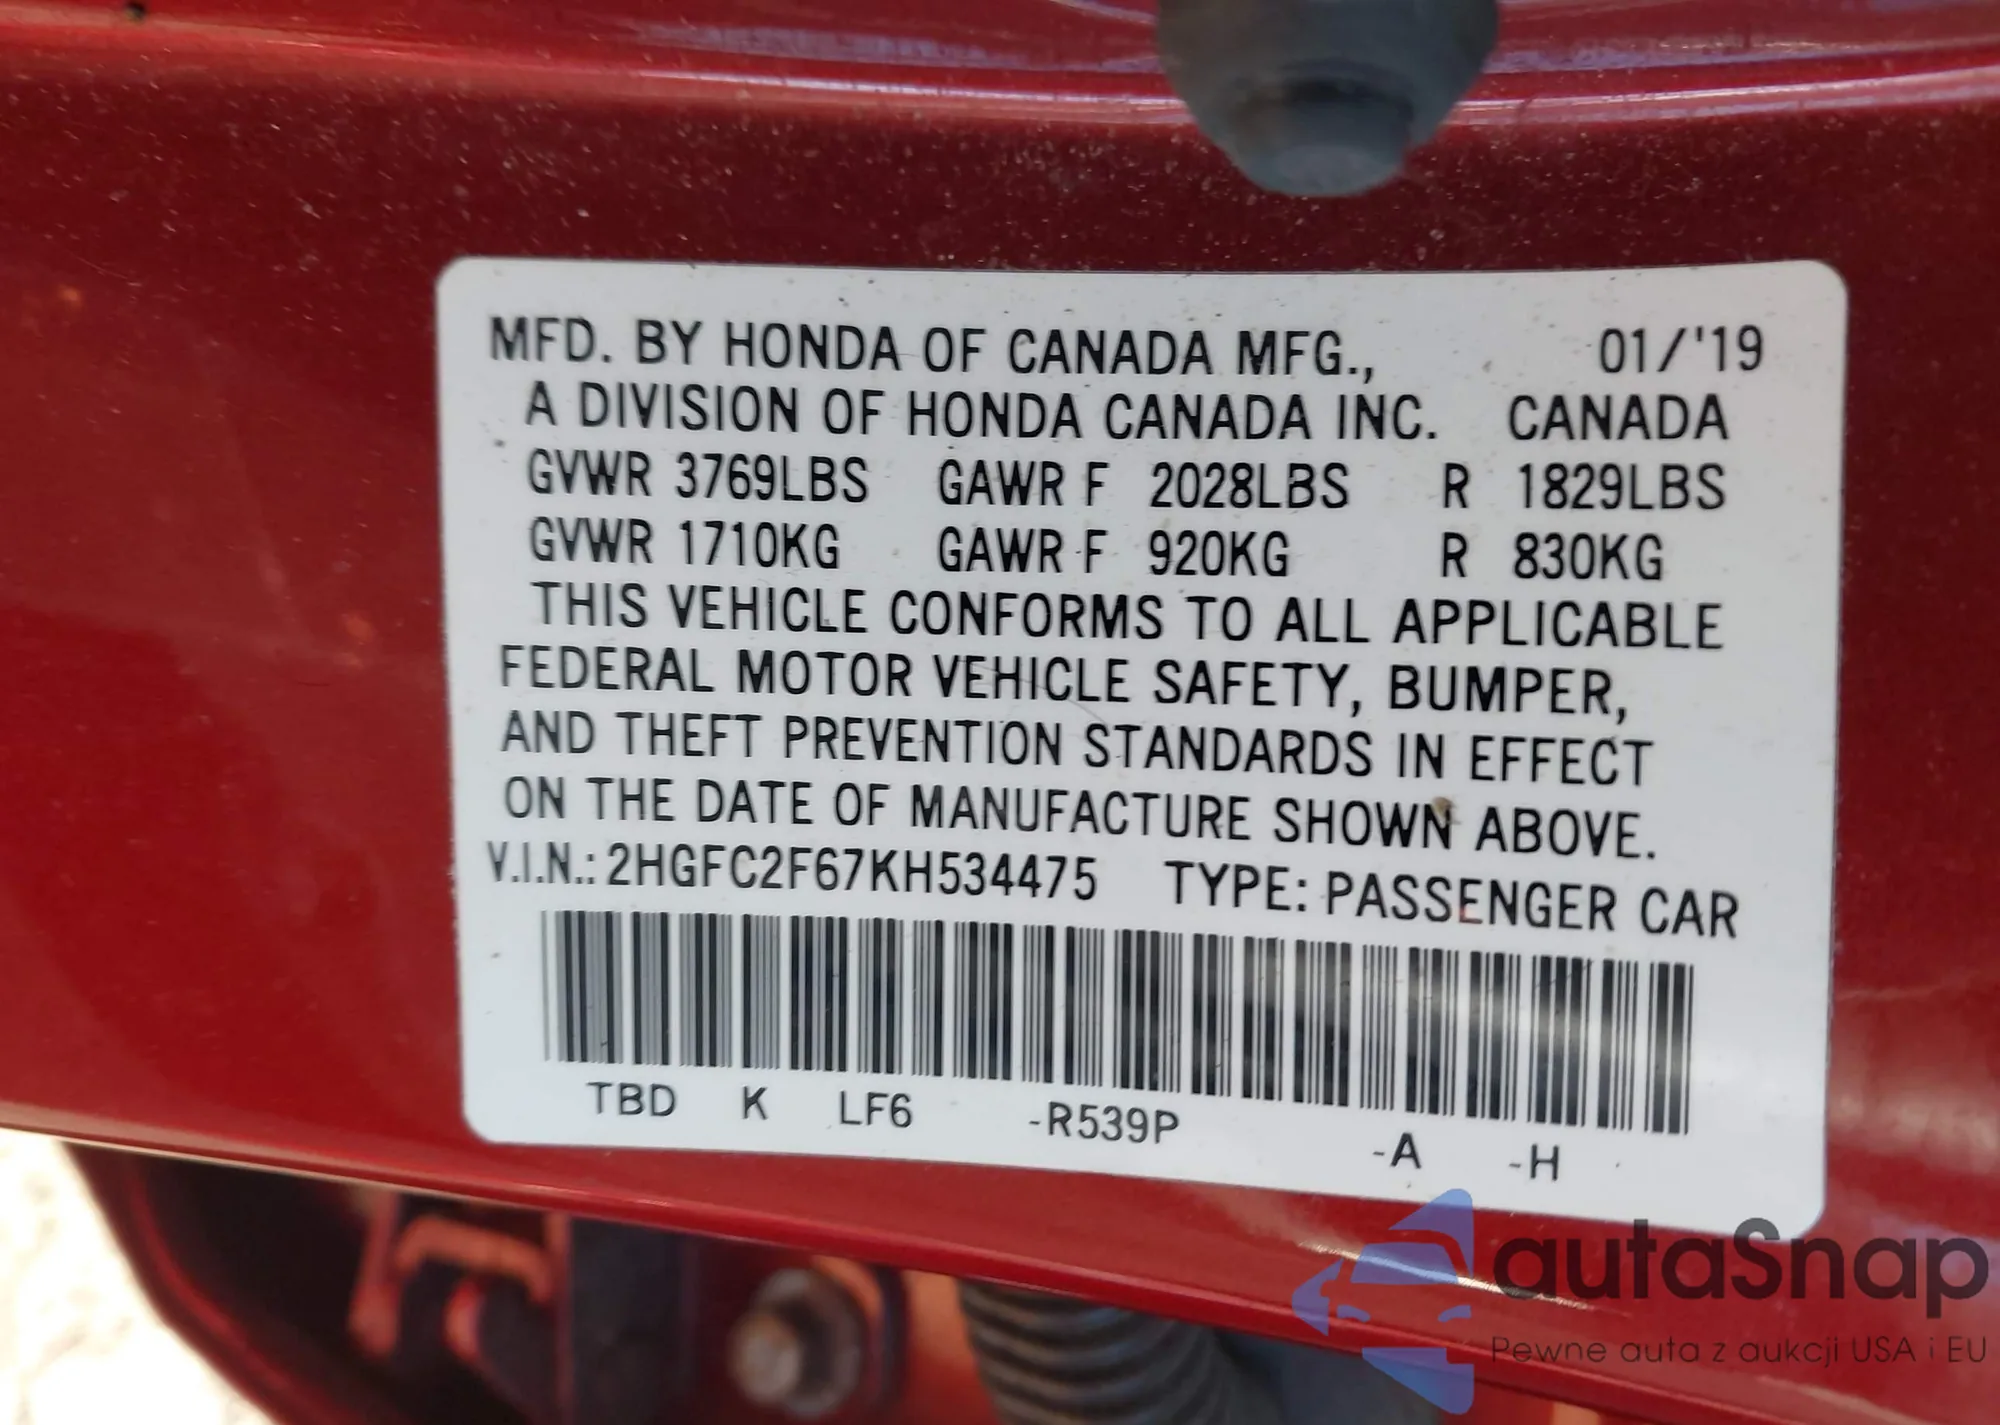 MFD. BY HONDA OF CANADA MFG., 01/'19
A DIVISION OF HONDA CANADA INC. CANADA
GVWR 3769LBS GAWR F 2028LBS R 1829LBS
GVWR 1710KG GAWR F 920KG R 830KG
THIS VEHICLE CONFORMS TO ALL APPLICABLE
FEDERAL MOTOR VEHICLE SAFETY, BUMPER,
AND THEFT PREVENTION STANDARDS IN EFFECT
ON THE DATE OF MANUFACTURE SHOWN ABOVE.
V.I.N.: 2HGFC2F67KH534475 TYPE: PASSENGER CAR
TBD K LF6 -R539P -A -H
autaSnap
Pewne auta z aukcji USA i EU